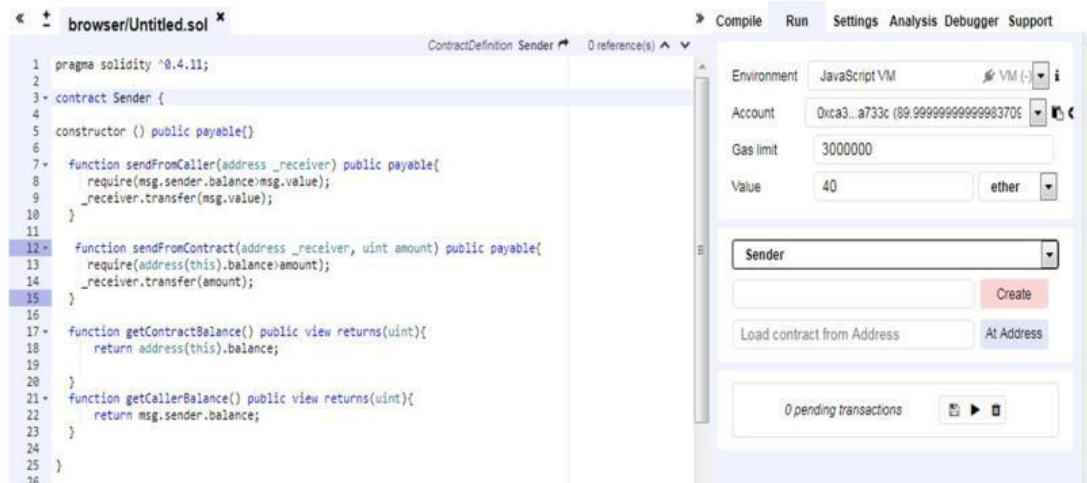 browser/Untitled.sol
ContractDefinition Sender 0 reference(s)
1 pragma solidity ^0.4.11;
2
3 contract Sender {
4
5 constructor () public payable{}
6
7 function sendFromCaller(address _receiver) public payable{
8 require(msg.sender.balance>msg.value);
9 _receiver.transfer(msg.value);
10 }
11
12 function sendFromContract(address _receiver, uint amount) public payable{
13 require(address(this).balance>amount);
14 _receiver.transfer(amount);
15 }
16
17 function getContractBalance() public view returns(uint){
18 return address(this).balance;
19
20 }
21 function getCallerBalance() public view returns(uint){
22 return msg.sender.balance;
23 }
24
25 }
26
Compile Run Settings Analysis Debugger Support
Environment JavaScript VM VM (-) i
Account 0xca3...a733c (89.9999999999998370
Gas limit 3000000
Value 40 ether
Sender
Create
Load contract from Address At Address
0 pending transactions